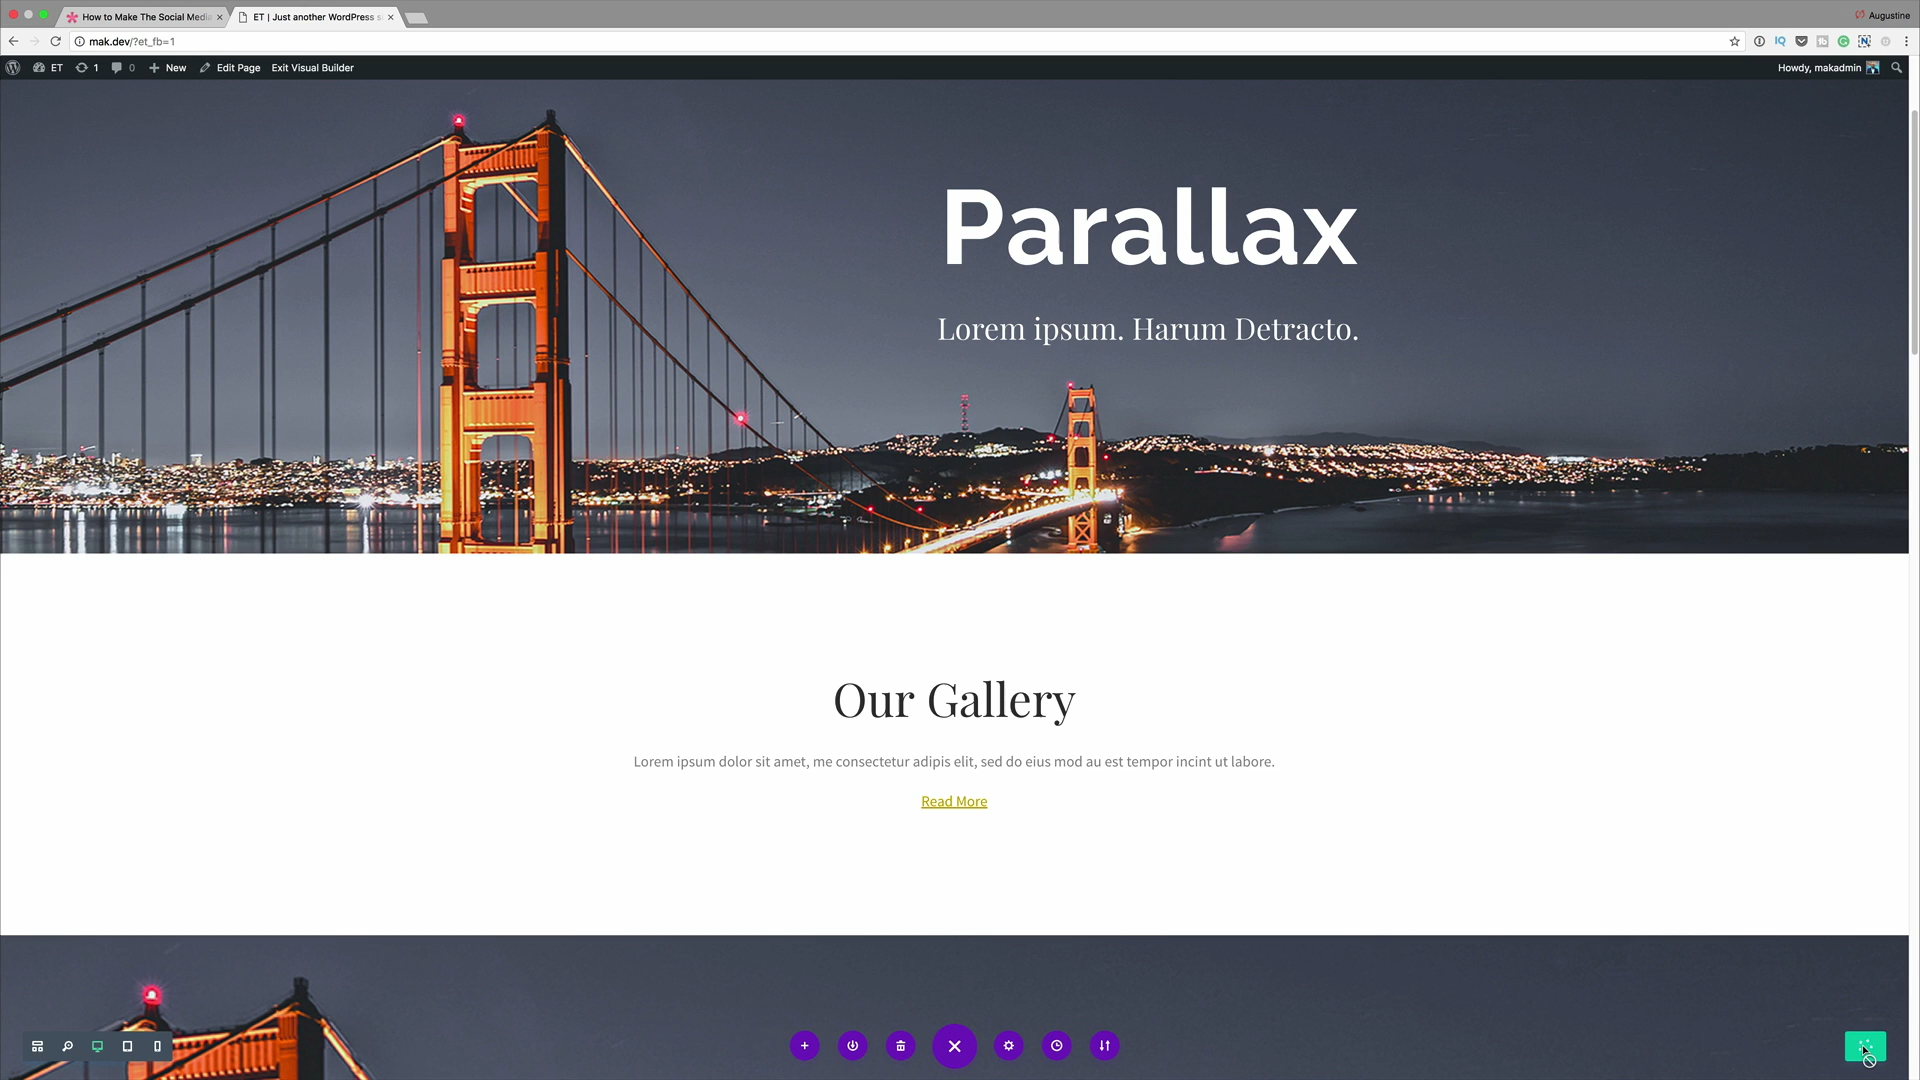 How to Make The Social Media
ET | Just another WordPress s
Augustine
mak.dev/?et_fb=1
ET
1
0
New
Edit Page
Exit Visual Builder
Howdy, makadmin
Parallax
Lorem ipsum. Harum Detracto.
Our Gallery
Lorem ipsum dolor sit amet, me consectetur adipis elit, sed do eius mod au est tempor incint ut labore.
Read More